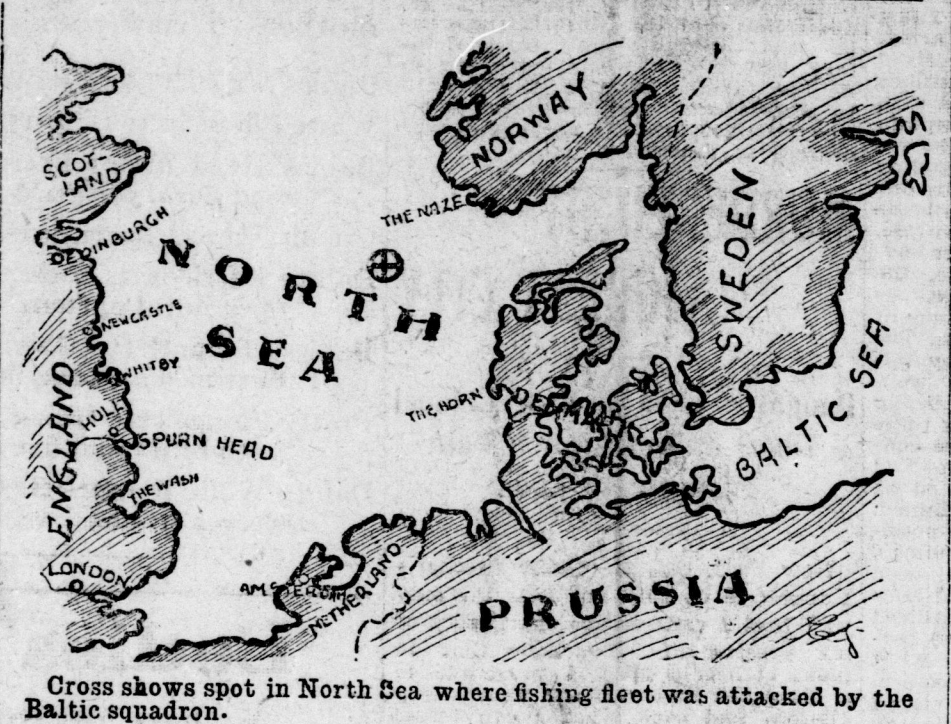 NORWAY
SCOT-
LAND
THE NAZE
EDINBURGH
SWEDEN
NORTH
SEA
NEWCASTLE
WHITBY
ENGLAND
HULL
THE HORN
DENMARK
BALTIC SEA
SPURN HEAD
THE WASH
LONDON
AMSTERDAM
NETHERLAND
PRUSSIA
Cross shows spot in North Sea where fishing fleet was attacked by the
Baltic squadron.